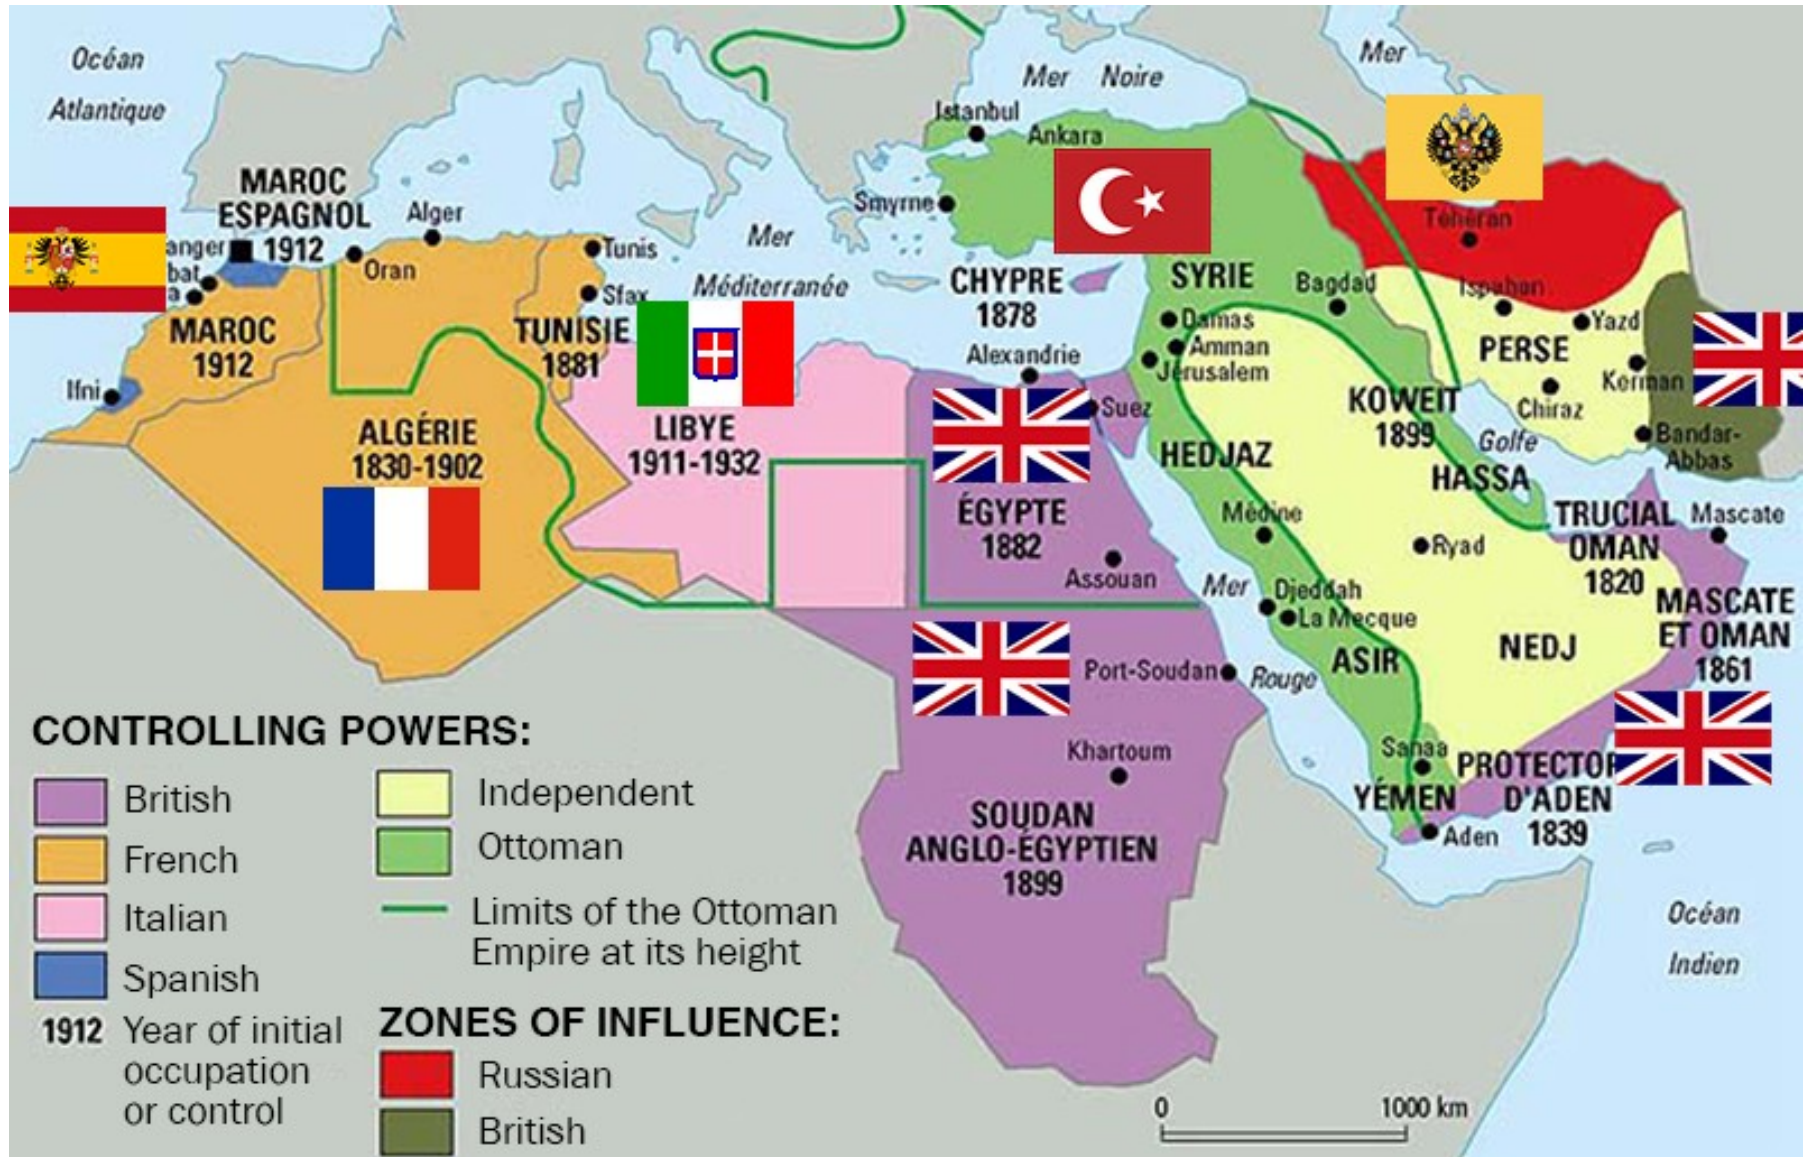 Océan
Atlantique
Mer Noire
Mer
Istanbul
Ankara
MAROC
ESPAGNOL
1912
Alger
Smyrne
Téhéran
anger
bat
a
Oran
Tunis
Mer
Méditerranée
CHYPRE
1878
SYRIE
Bagdad
Ispahan
Sfax
MAROC
1912
TUNISIE
1881
Damas
Amman
Jérusalem
Alexandrie
PERSE
Yazd
Kerman
Chiraz
Ifni
Suez
KOWEIT
1899
Golfe
Bandar-
Abbas
ALGÉRIE
1830-1902
LIBYE
1911-1932
HEDJAZ
HASSA
ÉGYPTE
1882
Assouan
Médine
Ryad
TRUCIAL
OMAN
1820
Mascate
Mer
Rouge
Djeddah
La Mecque
MASCATE
ET OMAN
1861
ASIR
NEDJ
Port-Soudan
Khartoum
SOUDAN
ANGLO-ÉGYPTIEN
1899
Sanaa
YÉMEN
PROTECTOR
D'ADEN
1839
Aden
Océan
Indien
CONTROLLING POWERS:
British
French
Italian
Spanish
1912 Year of initial
occupation
or control
Independent
Ottoman
Limits of the Ottoman
Empire at its height
ZONES OF INFLUENCE:
Russian
British
0 1000 km